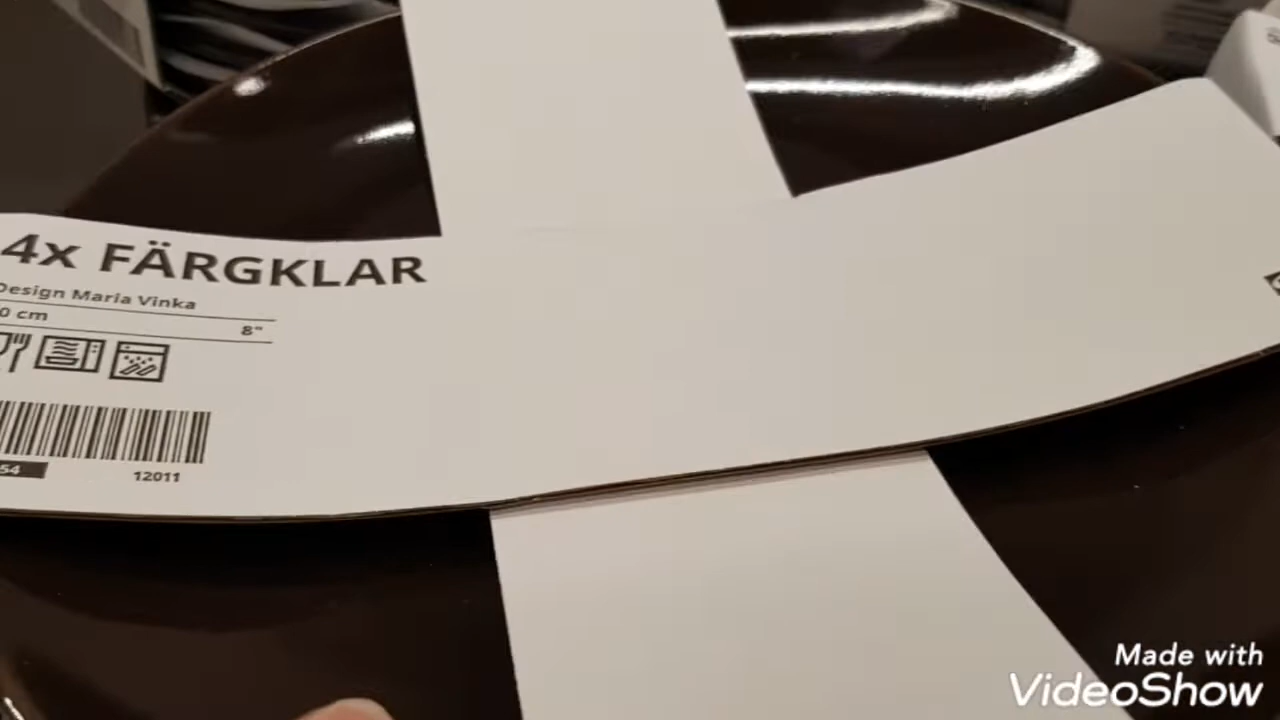 4x FÄRGKLAR
Design Maria Vinka
0 cm 8"
54 12011
Made with
VideoShow